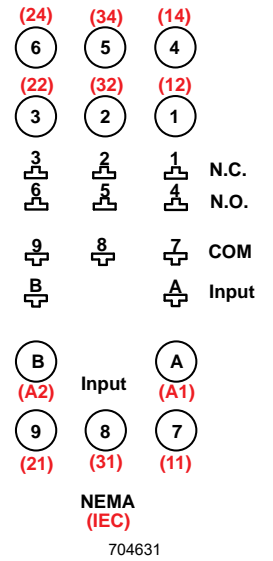 (24) (34) (14)
6 5 4
(22) (32) (12)
3 2 1
3 2 1 N.C.
6 5 4 N.O.
9 8 7 COM
B A Input
B Input A
(A2) (A1)
9 8 7
(21) (31) (11)
NEMA
(IEC)
704631